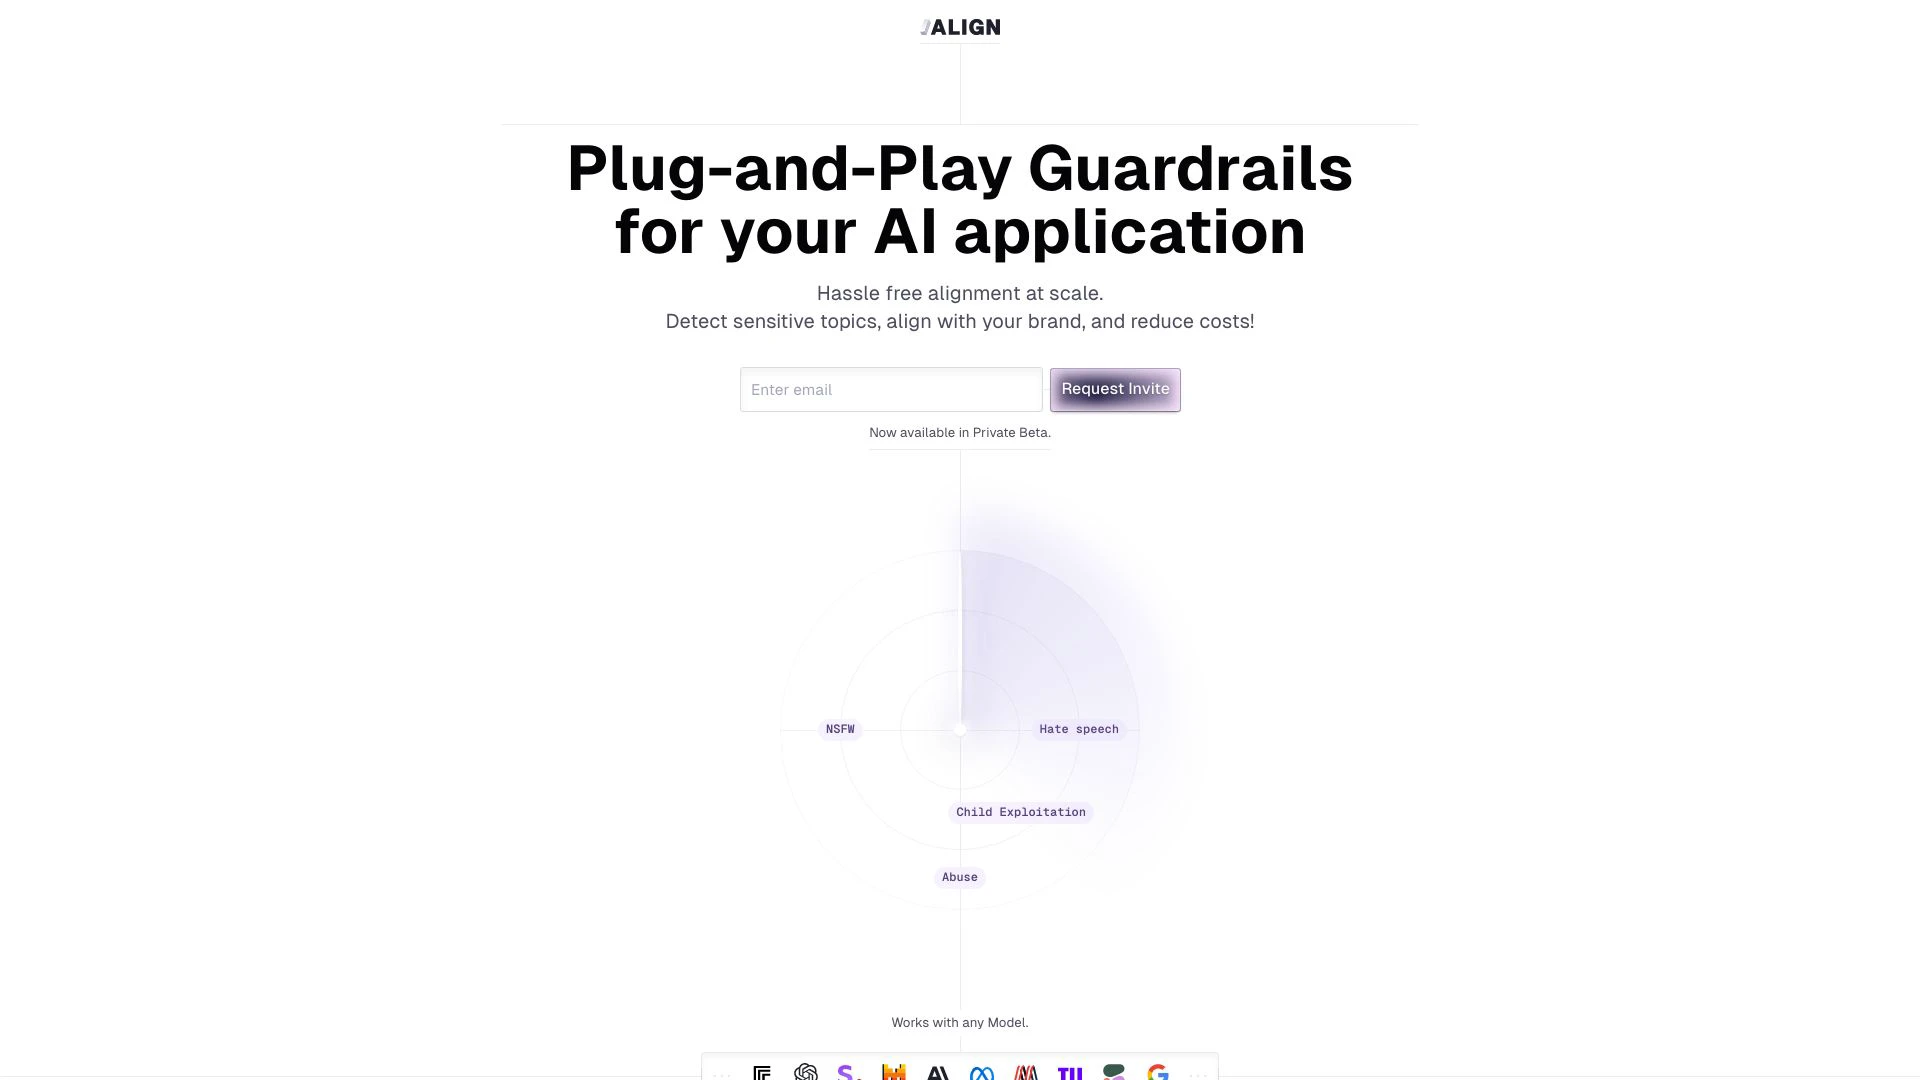 ALIGN
Plug-and-Play Guardrails
for your AI application
Hassle free alignment at scale.
Detect sensitive topics, align with your brand, and reduce costs!
Enter email
Request Invite
Now available in Private Beta.
NSFW
Hate speech
Child Exploitation
Abuse
Works with any Model.